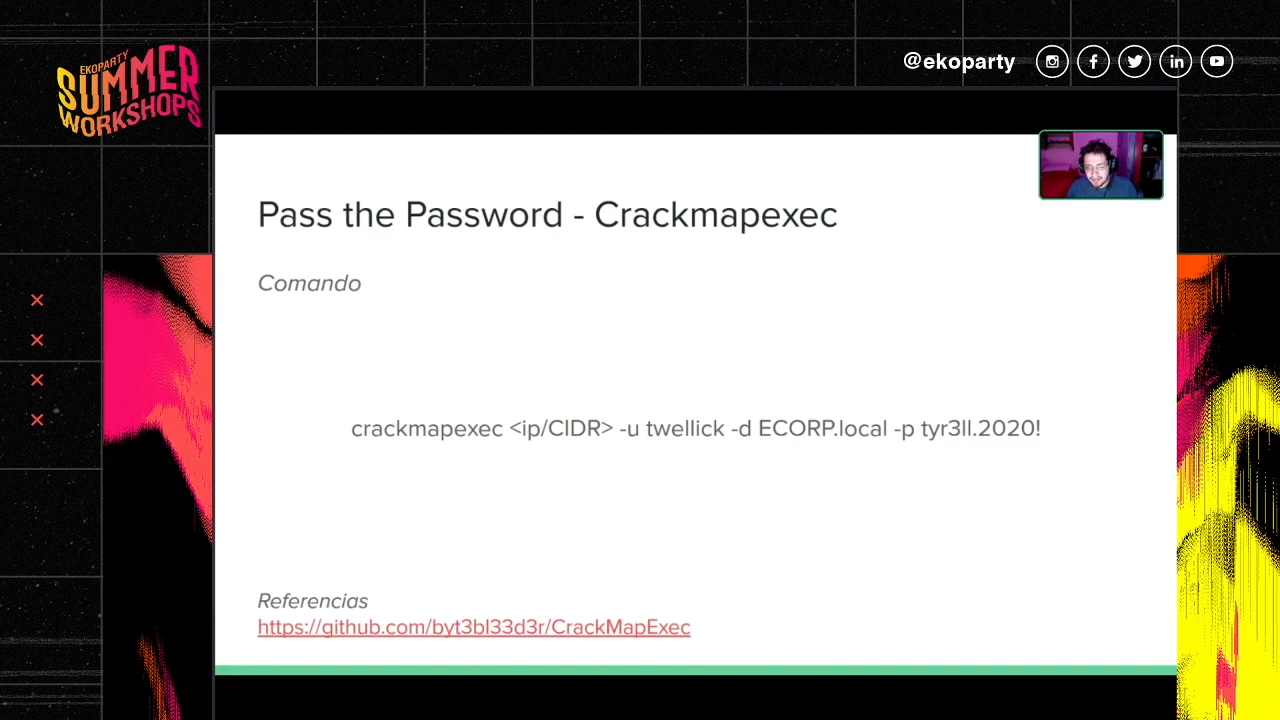 EKOPARTY
SUMMER
WORKSHOPS
@ekoparty
Pass the Password - Crackmapexec
Comando
crackmapexec <ip/CIDR> -u twellick -d ECORP.local -p tyr3ll.2020!
Referencias
https://github.com/byt3bl33d3r/CrackMapExec